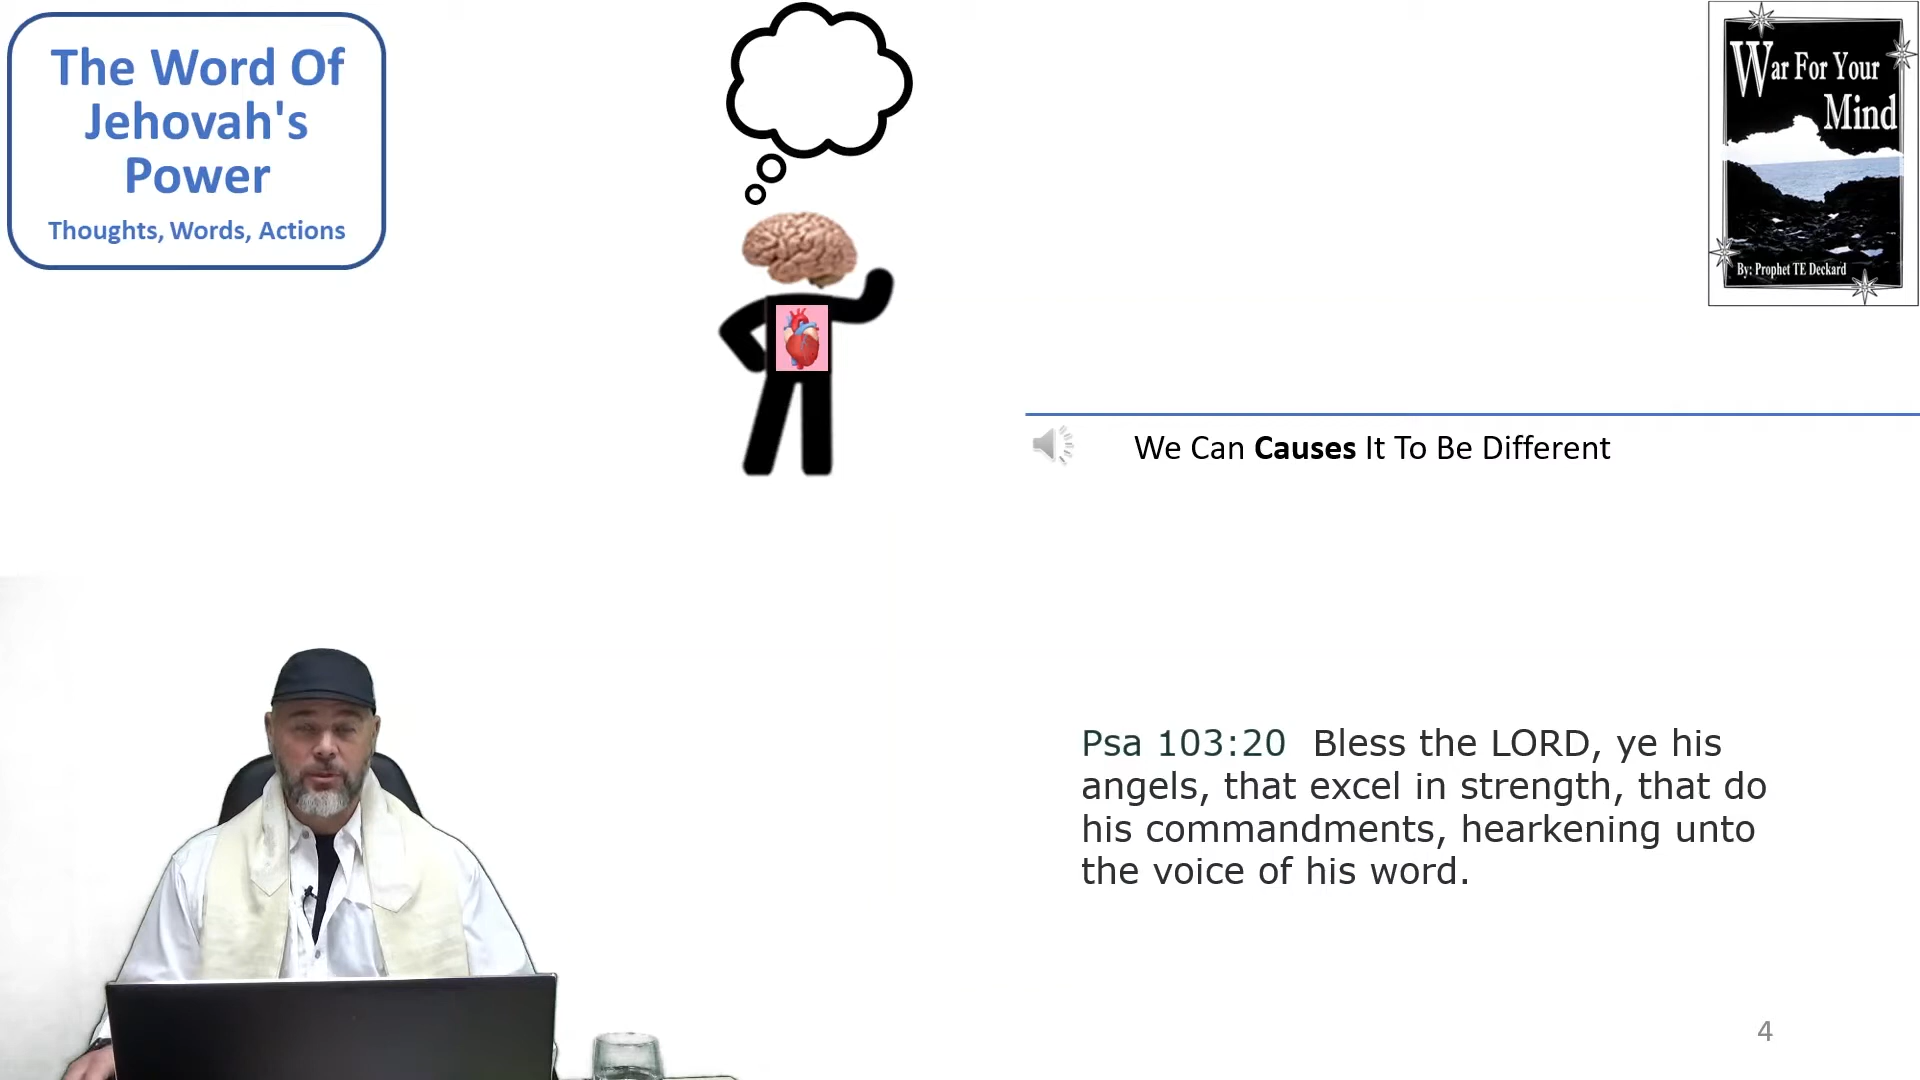 The Word Of
Jehovah's
Power
Thoughts, Words, Actions
War For Your
Mind
By: Prophet TE Deckard
We Can Causes It To Be Different
Psa 103:20 Bless the LORD, ye his
angels, that excel in strength, that do
his commandments, hearkening unto
the voice of his word.
4